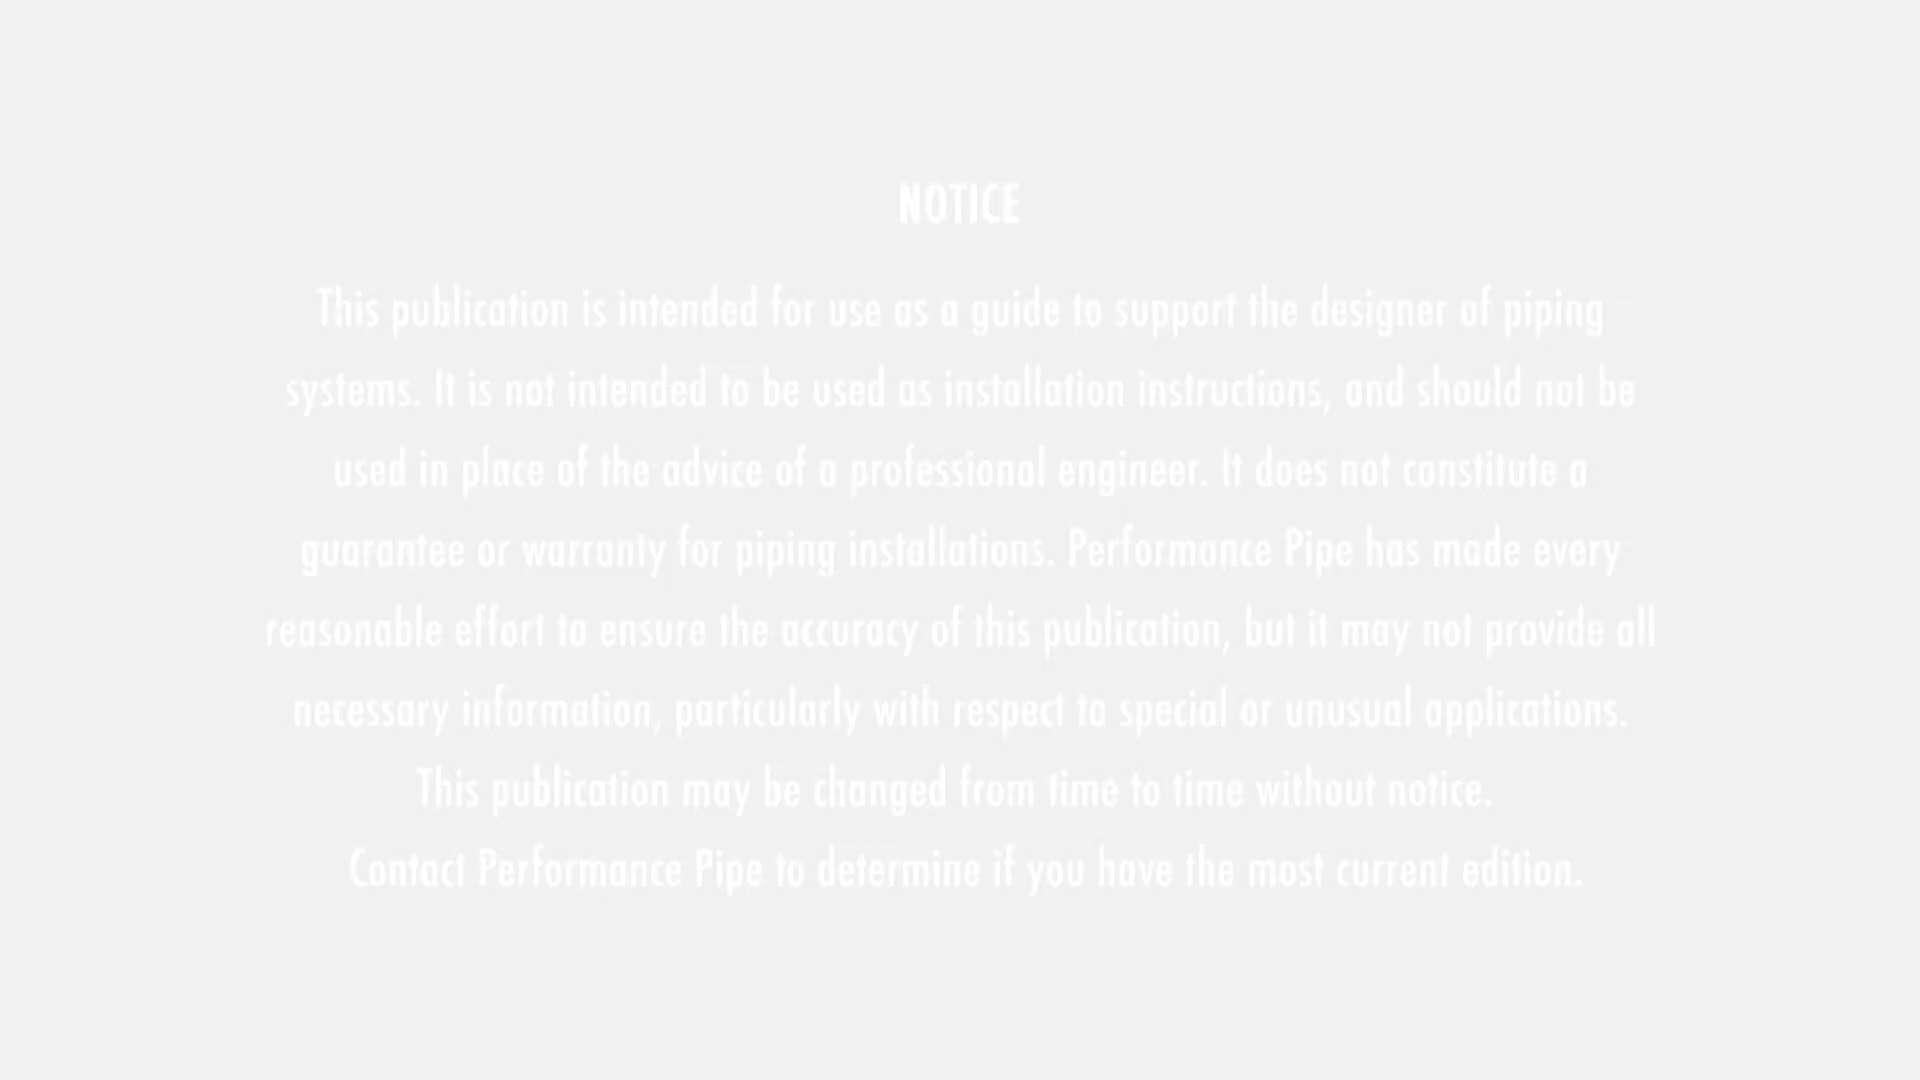 NOTICE
This publication is intended for use as a guide to support the designer of piping
systems. It is not intended to be used as installation instructions, and should not be
used in place of the advice of a professional engineer. It does not constitute a
guarantee or warranty for piping installations. Performance Pipe has made every
reasonable effort to ensure the accuracy of this publication, but it may not provide all
necessary information, particularly with respect to special or unusual applications.
This publication may be changed from time to time without notice.
Contact Performance Pipe to determine if you have the most current edition.